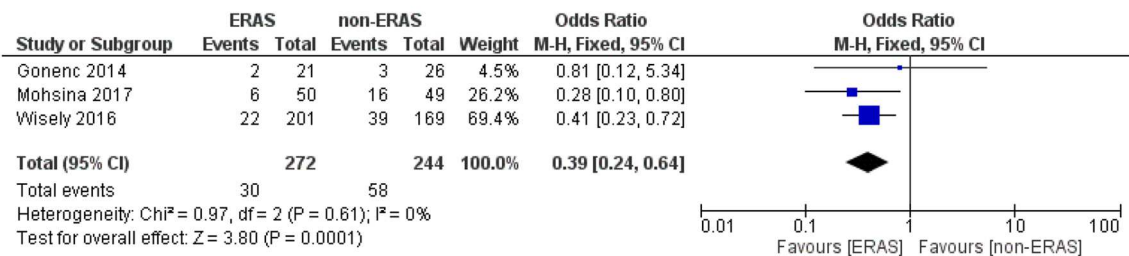 ERAS non-ERAS Odds Ratio Odds Ratio
Study or Subgroup Events Total Events Total Weight M-H, Fixed, 95% CI M-H, Fixed, 95% CI
Gonenc 2014 2 21 3 26 4.5% 0.81 [0.12, 5.34]
Mohsina 2017 6 50 16 49 26.2% 0.28 [0.10, 0.80]
Wisely 2016 22 201 39 169 69.4% 0.41 [0.23, 0.72]
Total (95% CI) 272 244 100.0% 0.39 [0.24, 0.64]
Total events 30 58
Heterogeneity: Chi² = 0.97, df = 2 (P = 0.61); I² = 0%
Test for overall effect: Z = 3.80 (P = 0.0001)
0.01 0.1 1 10 100
Favours [ERAS] Favours [non-ERAS]